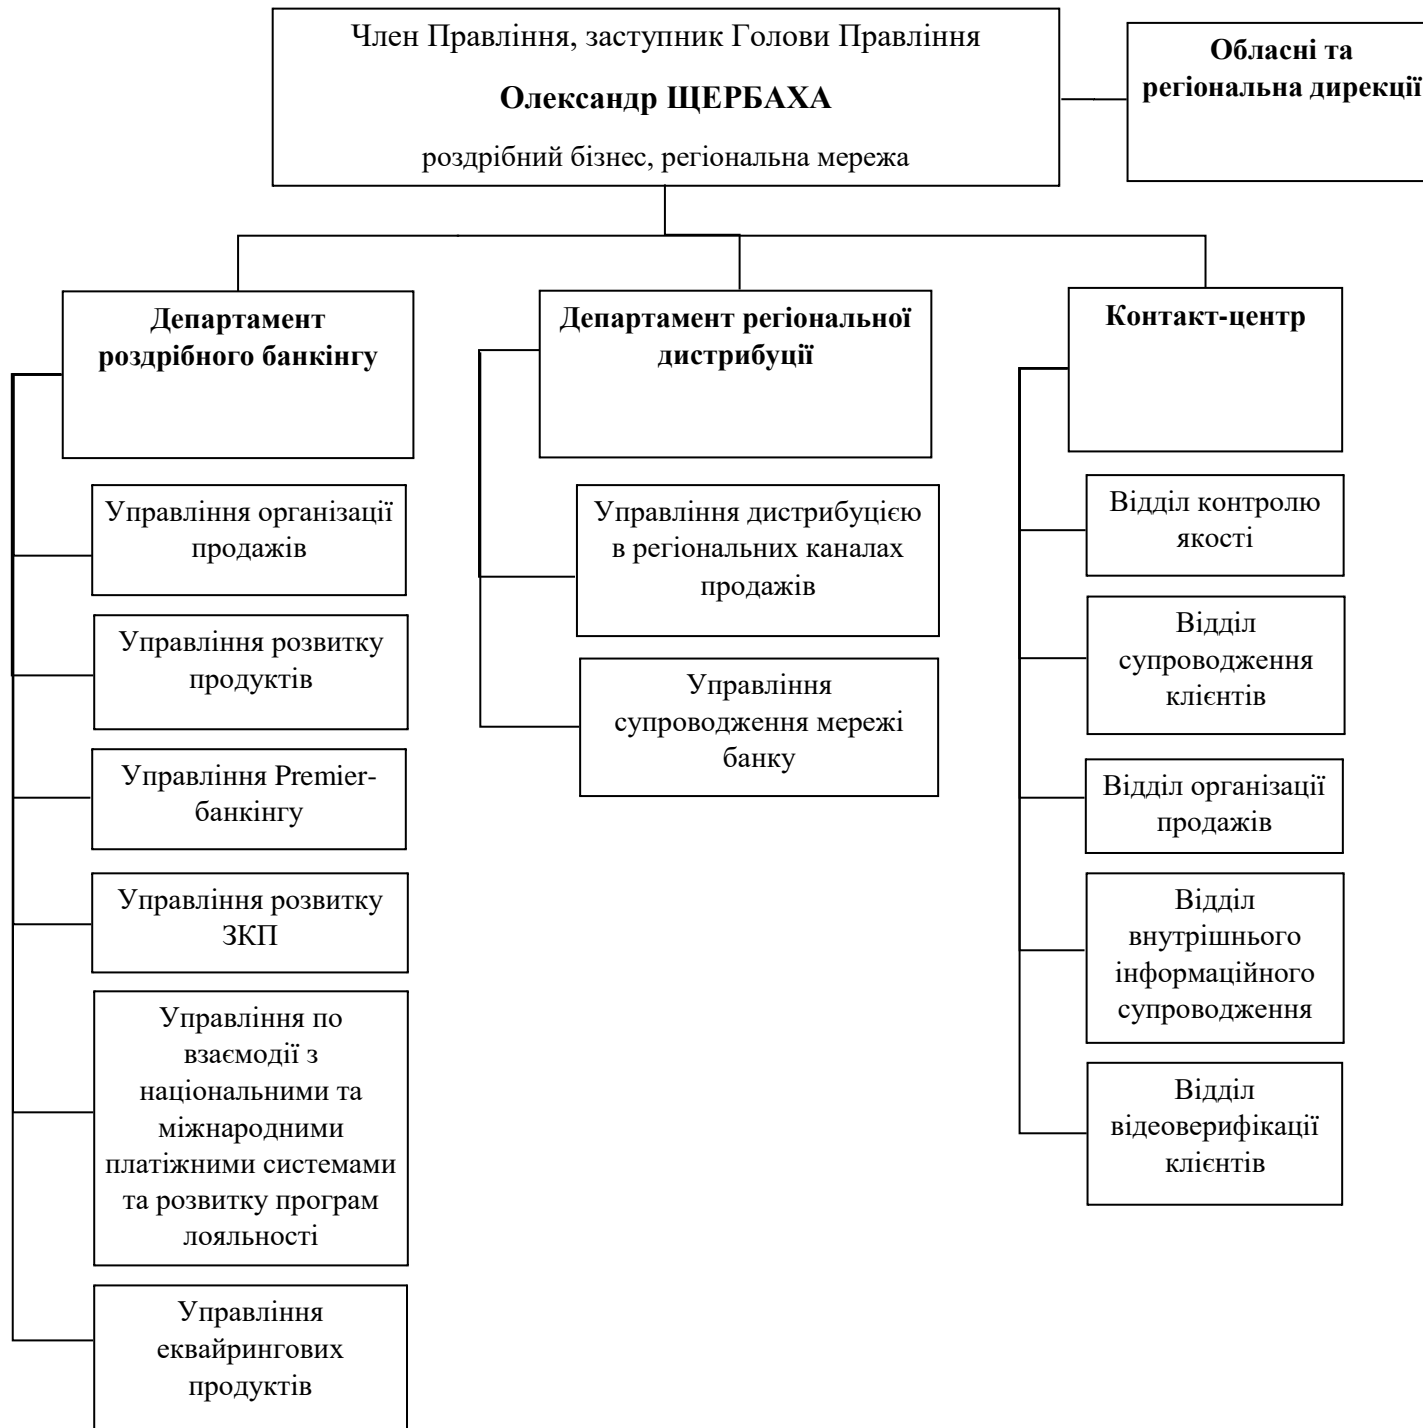 Член Правління, заступник Голови Правління
Олександр ЩЕРБАХА
роздрібний бізнес, регіональна мережа
Обласні та
регіональна дирекції
Департамент
роздрібного банкінгу
Управління організації
продажів
Управління розвитку
продуктів
Управління Premier-
банкінгу
Управління розвитку
ЗКП
Управління по
взаємодії з
національними та
міжнародними
платіжними системами
та розвитку програм
лояльності
Управління
еквайрингових
продуктів
Департамент регіональної
дистрибуції
Управління дистрибуцією
в регіональних каналах
продажів
Управління
супроводження мережі
банку
Контакт-центр
Відділ контролю
якості
Відділ
супроводження
клієнтів
Відділ організації
продажів
Відділ
внутрішнього
інформаційного
супроводження
Відділ
відеоверифікації
клієнтів